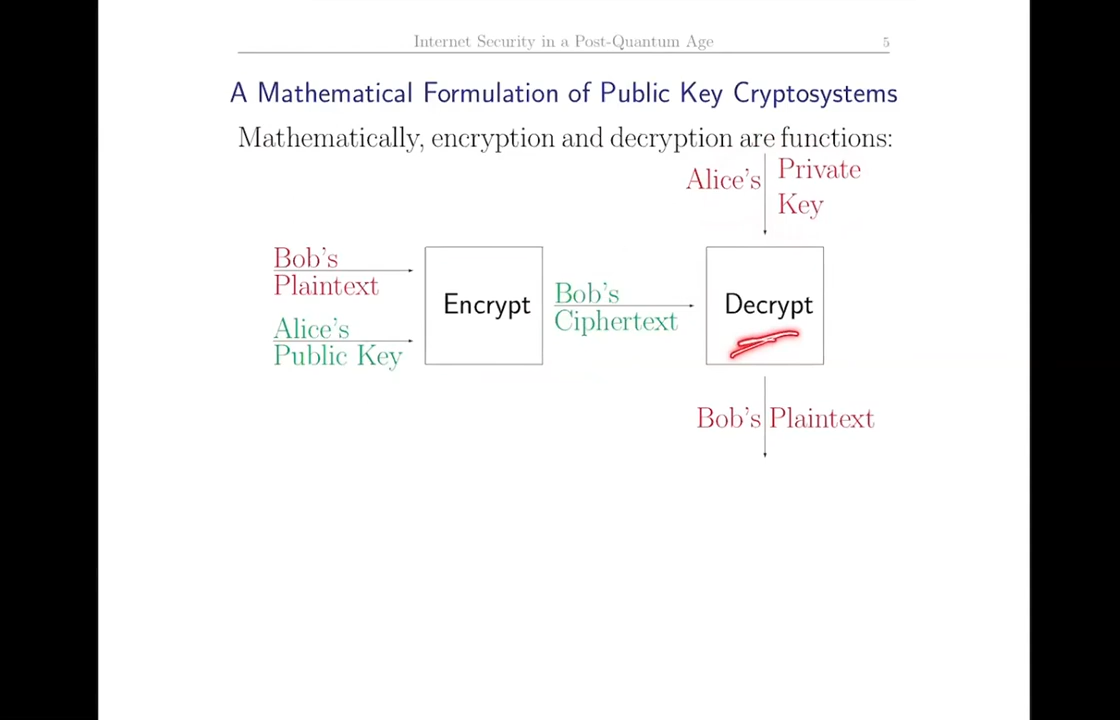 Internet Security in a Post-Quantum Age 5
A Mathematical Formulation of Public Key Cryptosystems
Mathematically, encryption and decryption are functions:
Alice's Private
Key
Bob's
Plaintext
Alice's
Public Key
Encrypt
Bob's
Ciphertext
Decrypt
Bob's Plaintext